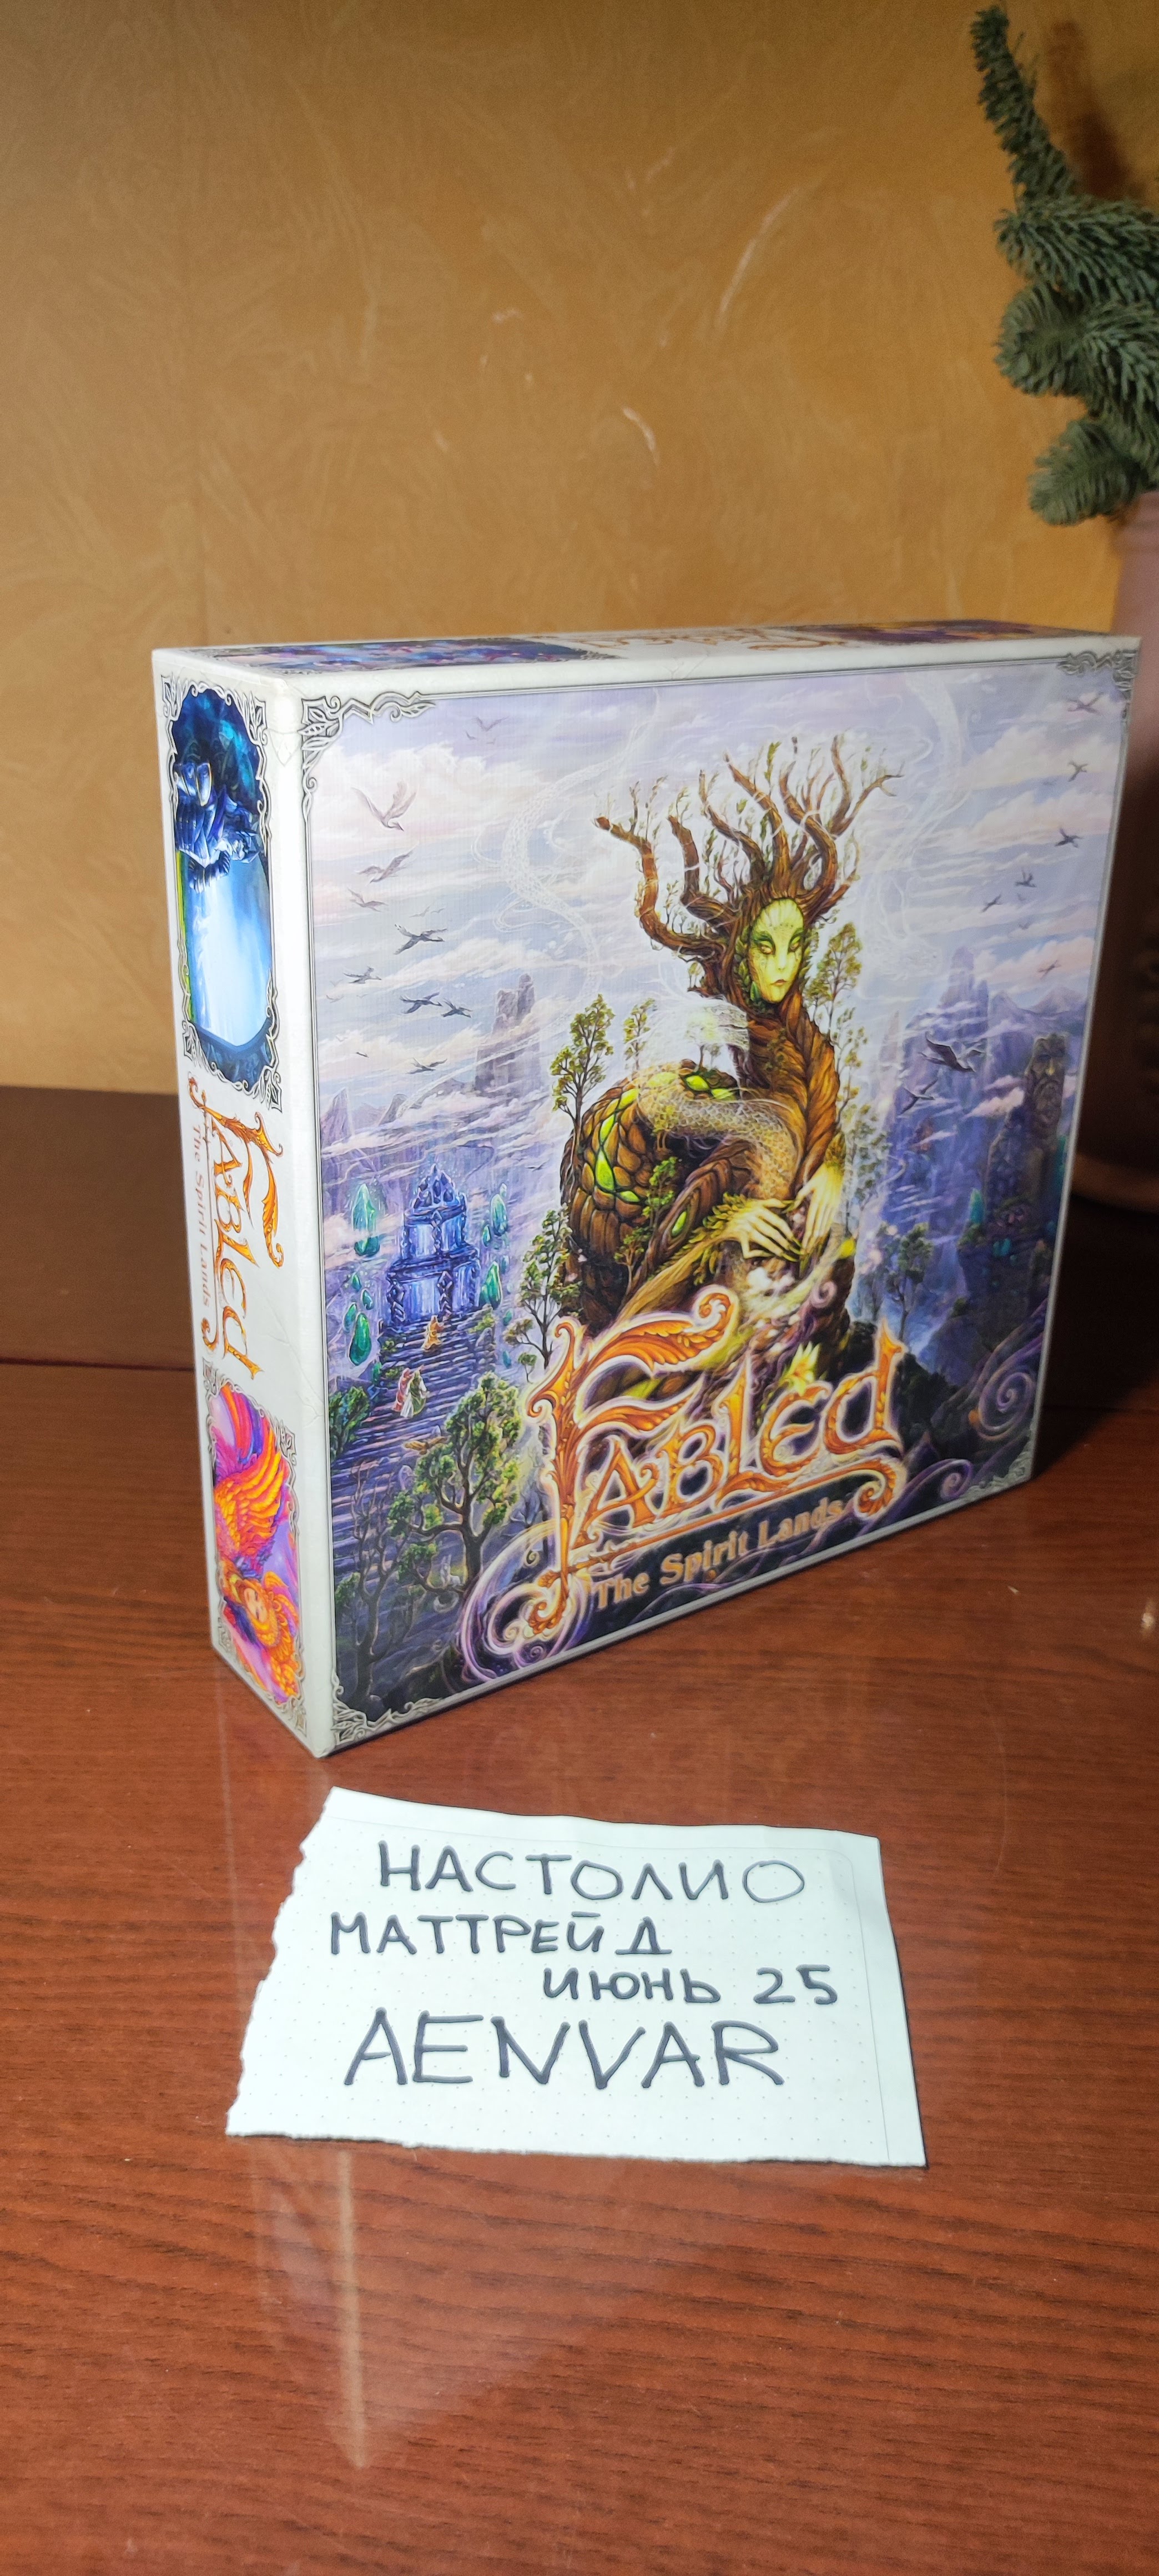 Fabled
The Spirit Lands
Fabled
The Spirit Lands
НАСТОЛИО
МАТТРЕЙД
ИЮНЬ 25
AENVAR